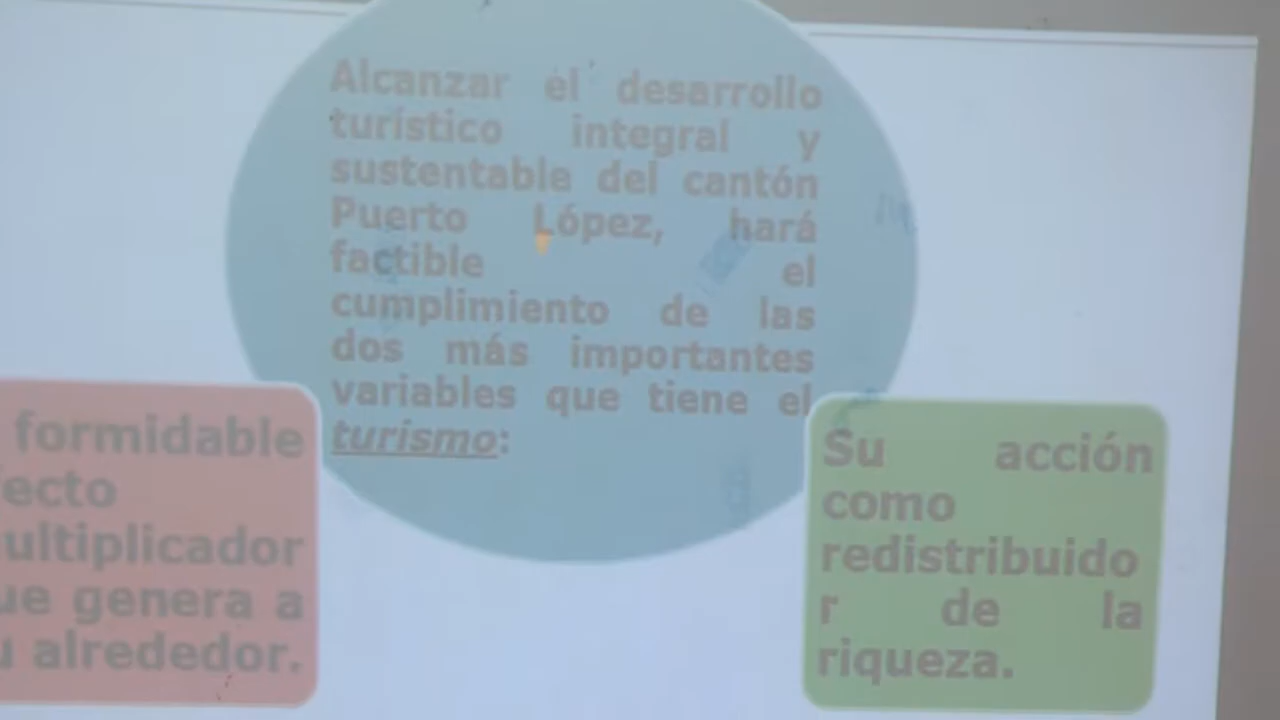 Alcanzar el desarrollo
turístico integral y
sustentable del cantón
Puerto López, hará
factible el
cumplimiento de las
dos más importantes
variables que tiene el
turismo:
formidable
fecto
ultiplicador
ue genera a
u alrededor.
Su acción
como
redistribuido
r de la
riqueza.